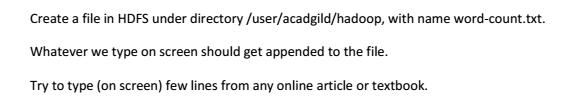 Create a file in HDFS under directory /user/acadgild/hadoop, with name word-count.txt.
Whatever we type on screen should get appended to the file.
Try to type (on screen) few lines from any online article or textbook.